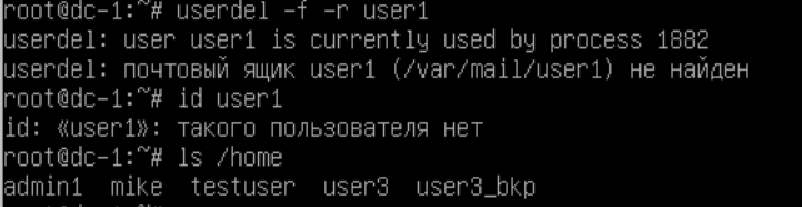 root@dc-1:~# userdel -f -r user1
userdel: user user1 is currently used by process 1882
userdel: почтовый ящик user1 (/var/mail/user1) не найден
root@dc-1:~# id user1
id: «user1»: такого пользователя нет
root@dc-1:~# ls /home
admin1  mike  testuser  user3  user3_bkp